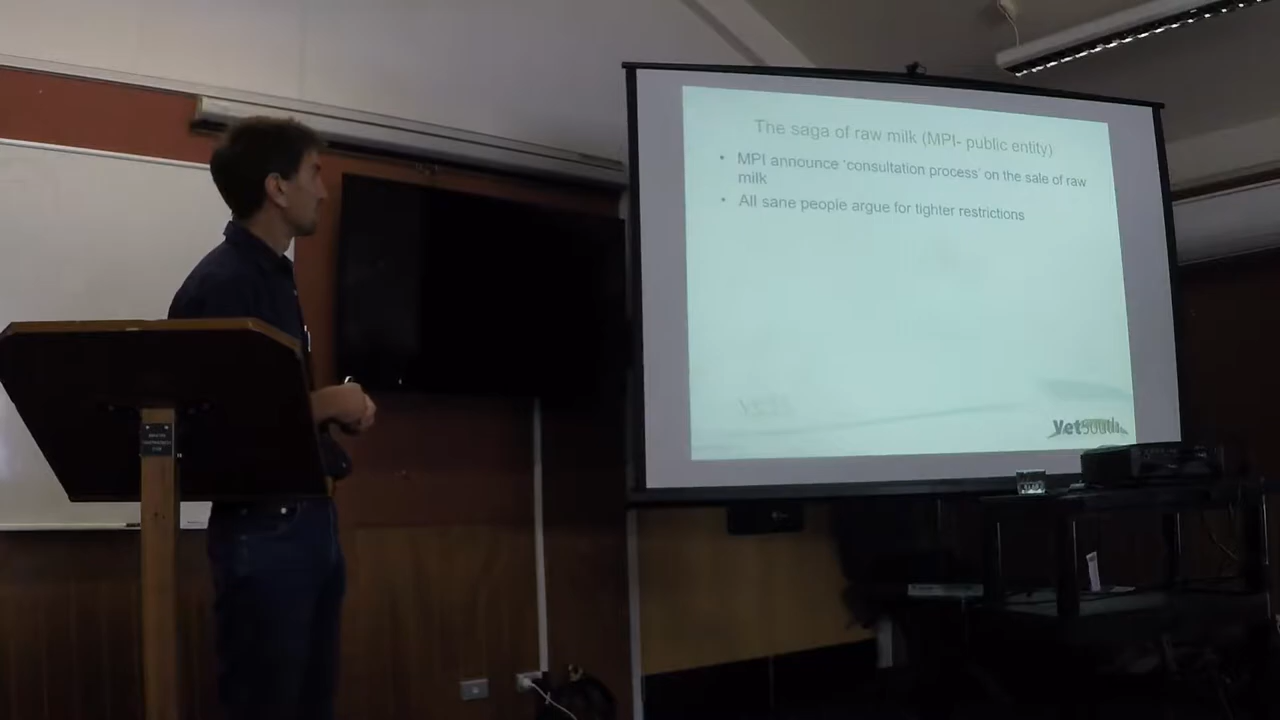 The saga of raw milk (MPI- public entity)
• MPI announce 'consultation process' on the sale of raw
milk
• All sane people argue for tighter restrictions
VetSouth